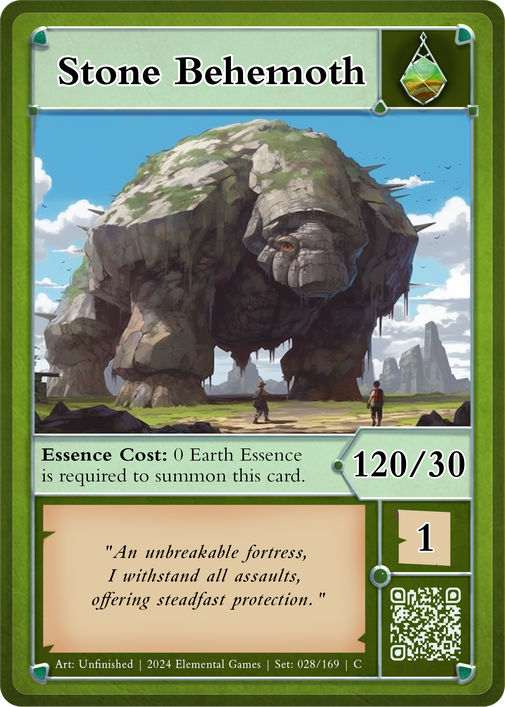 Stone Behemoth
Essence Cost: 0 Earth Essence
is required to summon this card.
120/30
"An unbreakable fortress,
I withstand all assaults,
offering steadfast protection."
1
Art: Unfinished | 2024 Elemental Games | Set: 028/169 | C